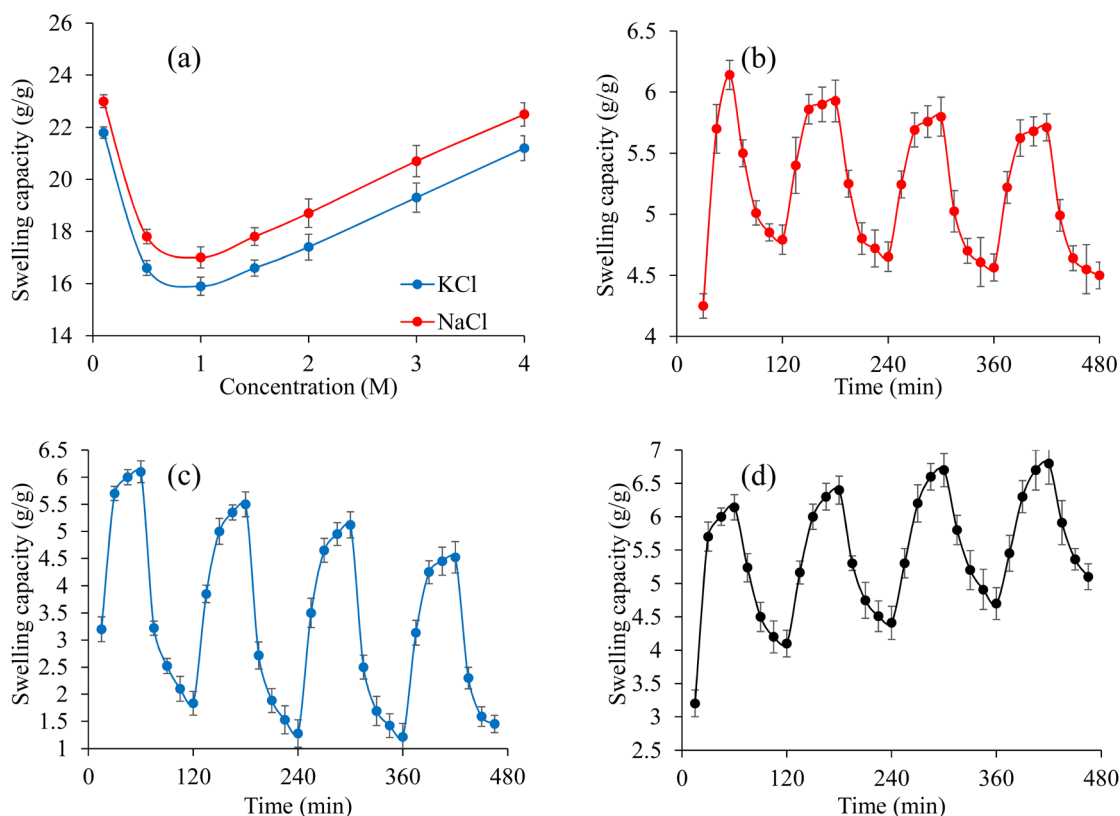 (a)
Swelling capacity (g/g)
26
24
22
20
18
16
14
0 1 2 3 4
Concentration (M)
KCl
NaCl
(b)
Swelling capacity (g/g)
6.5
6
5.5
5
4.5
4
0 120 240 360 480
Time (min)
(c)
Swelling capacity (g/g)
6.5
6
5.5
5
4.5
4
3.5
3
2.5
2
1.5
1
0 120 240 360 480
Time (min)
(d)
Swelling capacity (g/g)
7
6.5
6
5.5
5
4.5
4
3.5
3
2.5
0 120 240 360 480
Time (min)